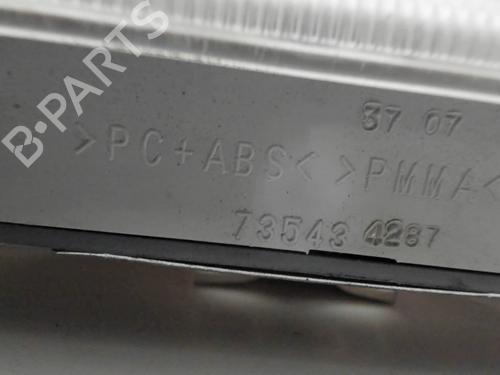 B-PARTS
37 07
>PC+ABS< >PMMA<
73543 4287